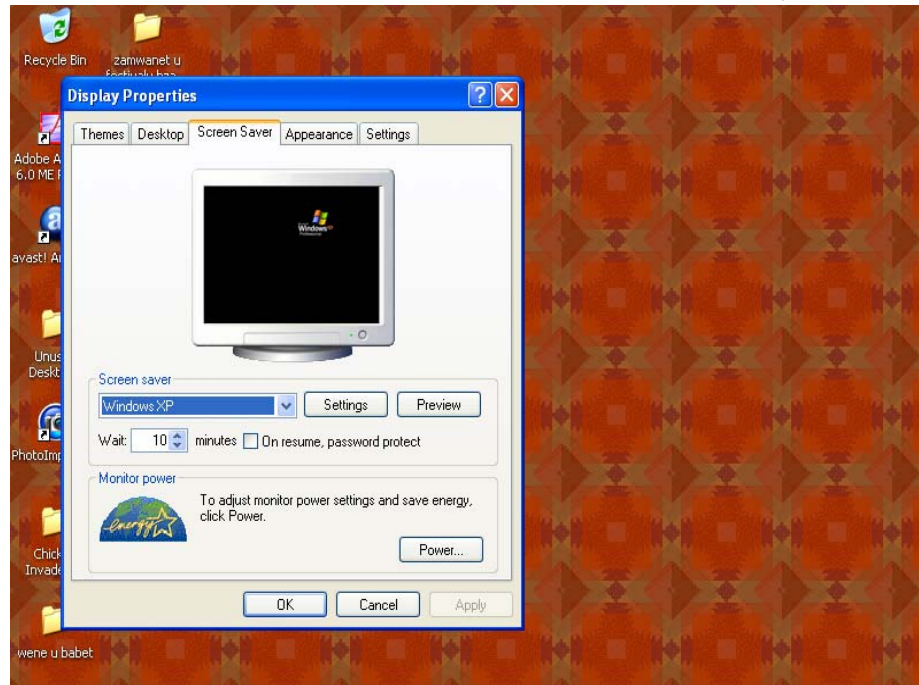 Recycle Bin
zamwanet u
Display Properties
Themes Desktop Screen Saver Appearance Settings
Adobe A
6.0 ME
Windows xp
avast!
Screen saver
Windows XP Settings Preview
Wait: 10 minutes On resume, password protect
Monitor power
energy
To adjust monitor power settings and save energy,
click Power.
Power...
OK Cancel Apply
Unus
Deskt
PhotoImp
Chick
Invade
wene u babet